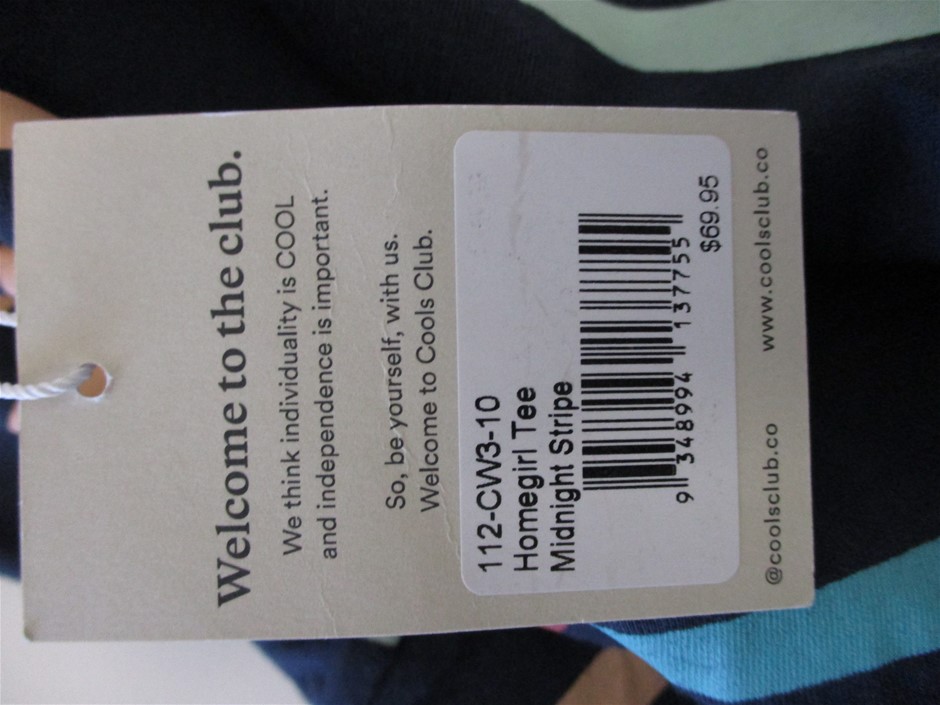 Welcome to the club.
We think individuality is COOL
and independence is important.
So, be yourself, with us.
Welcome to Cools Club.
112-CW3-10
Homegirl Tee
Midnight Stripe
9 348994 137755
$69.95
@coolsclub.co www.coolsclub.co